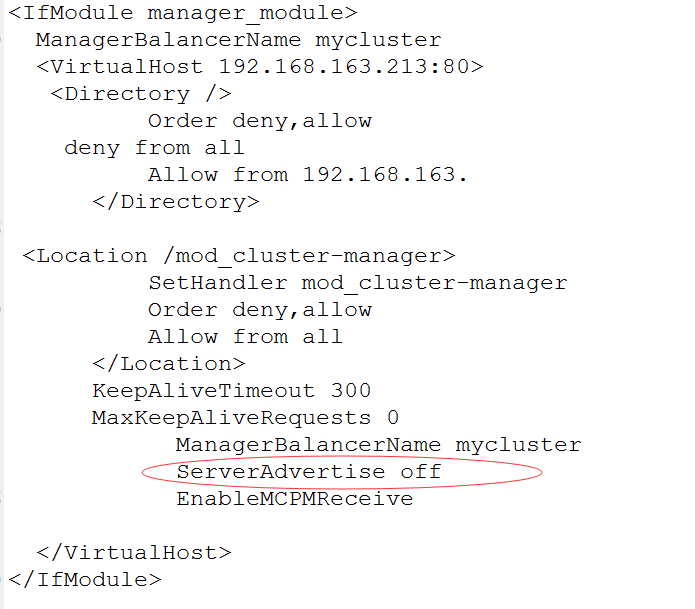 <IfModule manager_module>
ManagerBalancerName mycluster
<VirtualHost 192.168.163.213:80>
<Directory />
Order deny,allow
deny from all
Allow from 192.168.163.
</Directory>
<Location /mod_cluster-manager>
SetHandler mod_cluster-manager
Order deny,allow
Allow from all
</Location>
KeepAliveTimeout 300
MaxKeepAliveRequests 0
ManagerBalancerName mycluster
ServerAdvertise off
EnableMCPMReceive
</VirtualHost>
</IfModule>